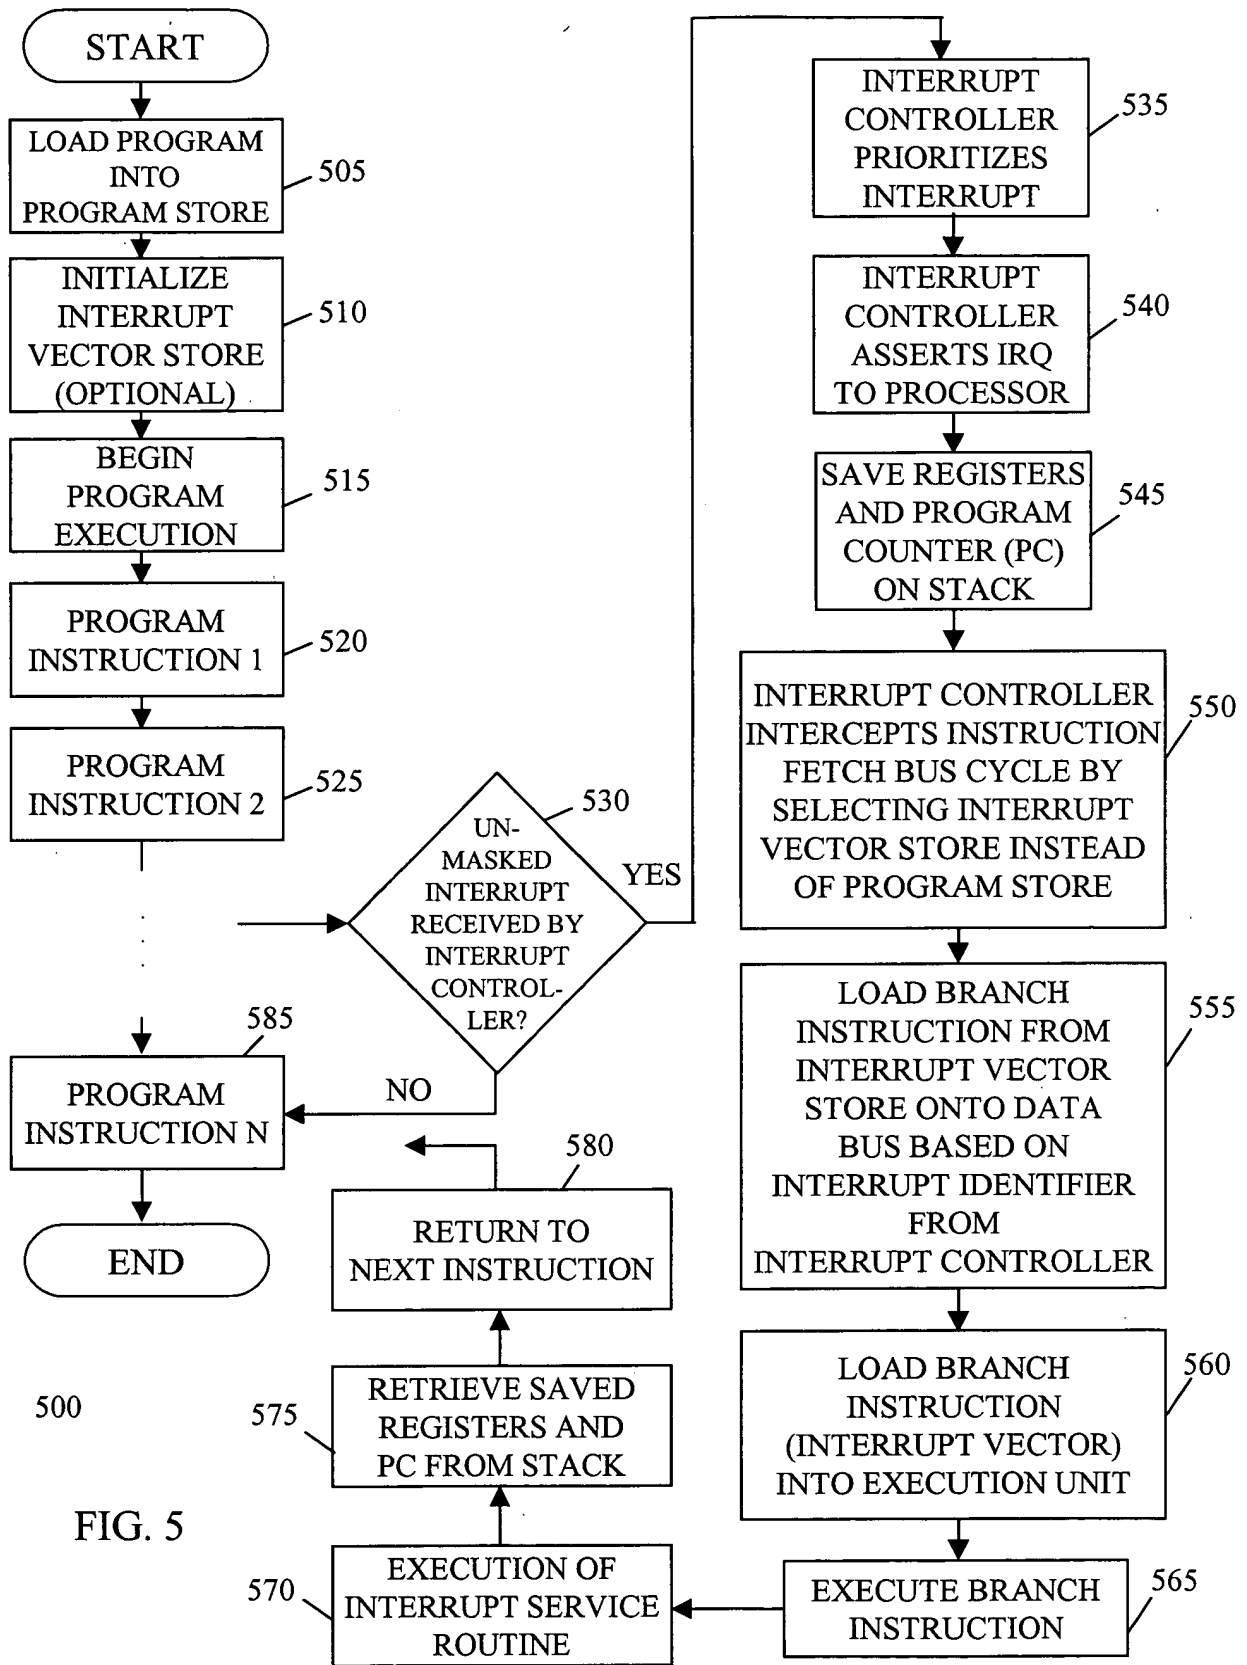 START
LOAD PROGRAM
INTO
PROGRAM STORE
505
INITIALIZE
INTERRUPT
VECTOR STORE
(OPTIONAL)
510
BEGIN
PROGRAM
EXECUTION
515
PROGRAM
INSTRUCTION 1
520
PROGRAM
INSTRUCTION 2
525
530
UN-
MASKED
INTERRUPT
RECEIVED BY
INTERRUPT
CONTROL-
LER?
YES
NO
INTERRUPT
CONTROLLER
PRIORITIZES
INTERRUPT
535
INTERRUPT
CONTROLLER
ASSERTS IRQ
TO PROCESSOR
540
SAVE REGISTERS
AND PROGRAM
COUNTER (PC)
ON STACK
545
INTERRUPT CONTROLLER
INTERCEPTS INSTRUCTION
FETCH BUS CYCLE BY
SELECTING INTERRUPT
VECTOR STORE INSTEAD
OF PROGRAM STORE
550
LOAD BRANCH
INSTRUCTION FROM
INTERRUPT VECTOR
STORE ONTO DATA
BUS BASED ON
INTERRUPT IDENTIFIER
FROM
INTERRUPT CONTROLLER
555
LOAD BRANCH
INSTRUCTION
(INTERRUPT VECTOR)
INTO EXECUTION UNIT
560
EXECUTE BRANCH
INSTRUCTION
565
EXECUTION OF
INTERRUPT SERVICE
ROUTINE
570
RETRIEVE SAVED
REGISTERS AND
PC FROM STACK
575
RETURN TO
NEXT INSTRUCTION
580
585
PROGRAM
INSTRUCTION N
END
500
FIG. 5